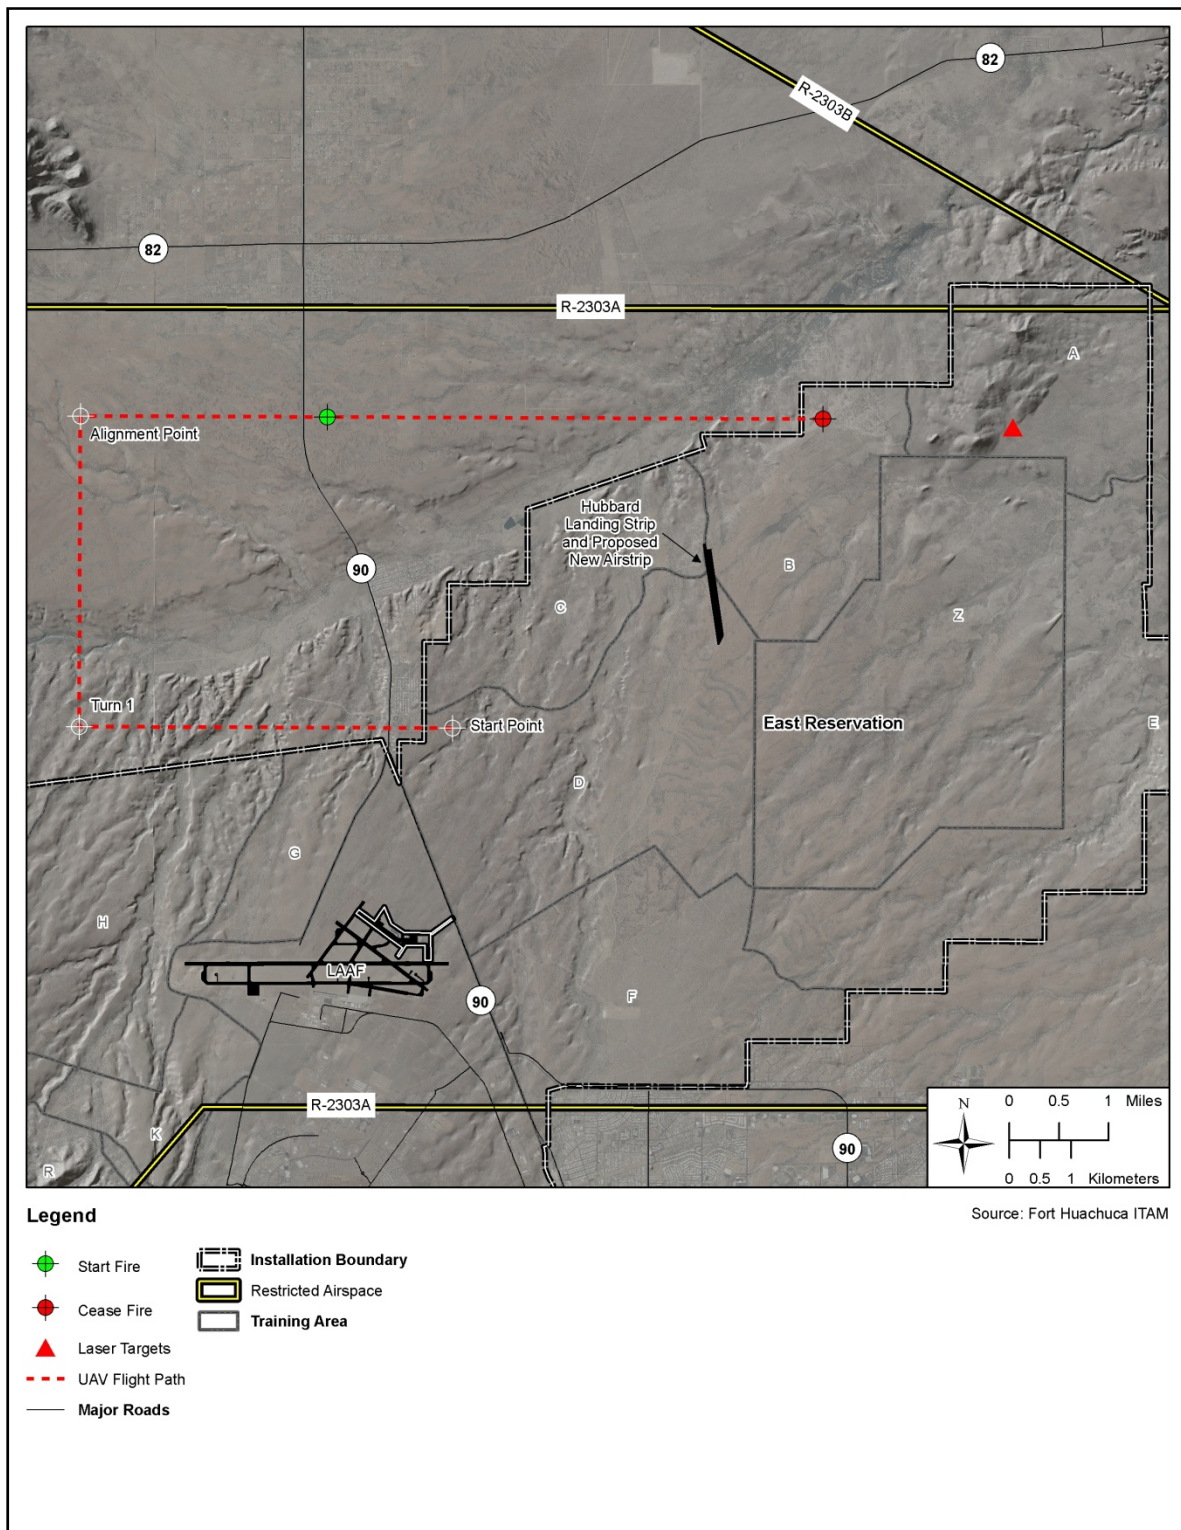 82
R-2303B
82
R-2303A
A
Alignment Point
Hubbard
Landing Strip
and Proposed
New Airstrip
90
B
C
Z
Turn 1
Start Point
East Reservation
E
D
G
H
LAAF
90
F
R-2303A
K
R
90
N
0 0.5 1 Miles
0 0.5 1 Kilometers
Legend
Source: Fort Huachuca ITAM
Start Fire
Cease Fire
Laser Targets
UAV Flight Path
Major Roads
Installation Boundary
Restricted Airspace
Training Area